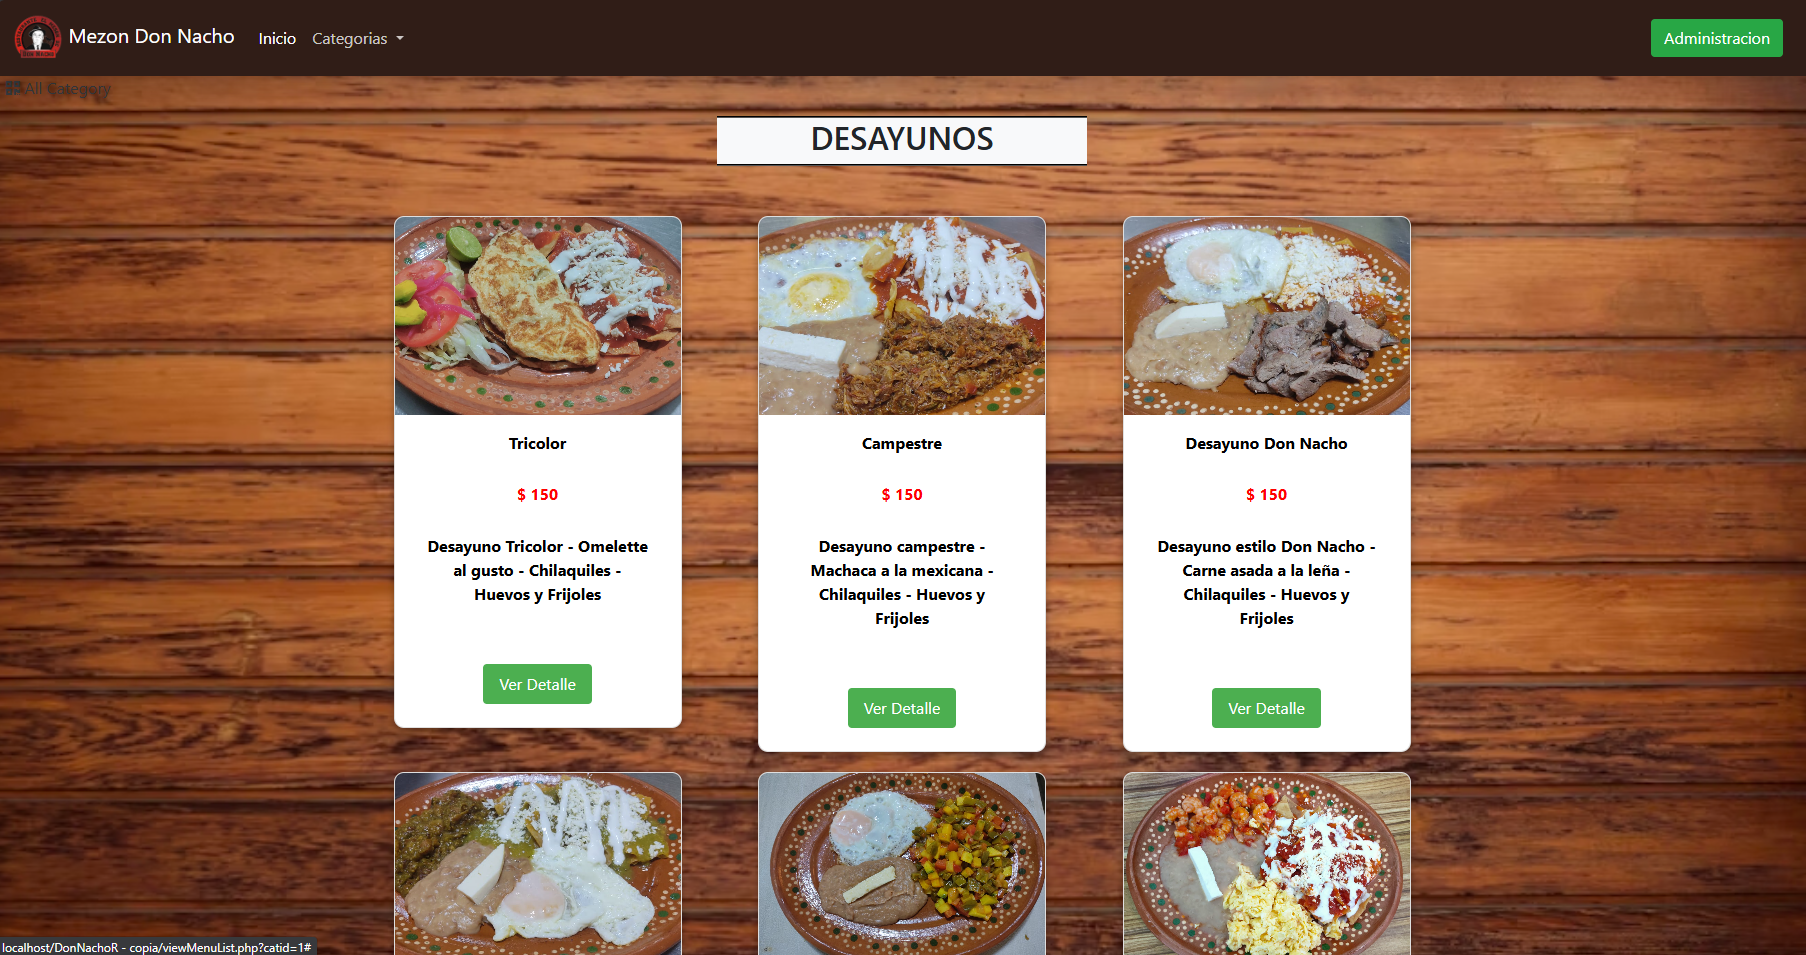 Mezon Don Nacho
Inicio
Categorias
Administracion
All Category
DESAYUNOS
Tricolor
Campestre
Desayuno Don Nacho
$ 150
$ 150
$ 150
Desayuno Tricolor - Omelette
al gusto - Chilaquiles -
Huevos y Frijoles
Desayuno campestre -
Machaca a la mexicana -
Chilaquiles - Huevos y
Frijoles
Desayuno estilo Don Nacho -
Carne asada a la leña -
Chilaquiles - Huevos y
Frijoles
Ver Detalle
Ver Detalle
Ver Detalle
localhost/DonNachoR - copia/viewMenuList.php?catid=1#